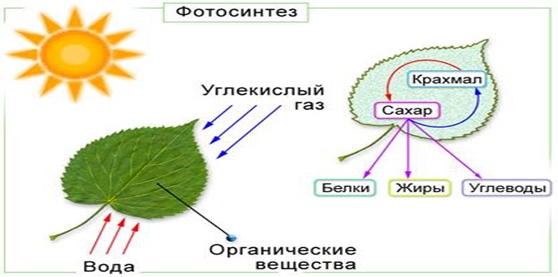 Фотосинтез
Углекислый
газ
Крахмал
Сахар
Белки
Жиры
Углеводы
Органические
вещества
Вода